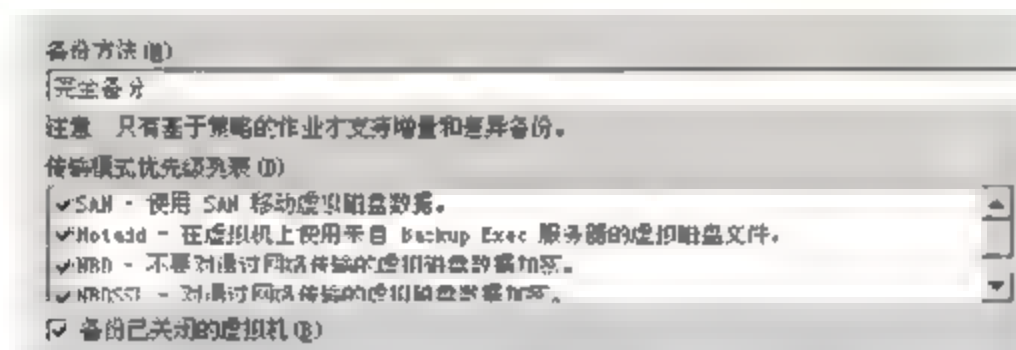 备份方法(M)
完全备份
注意 只有基于策略的作业才支持增量和差异备份。
传输模式优先级列表(D)
SAN - 使用 SAN 移动虚拟磁盘数据。
Hotadd - 在虚拟机上使用来自 Backup Exec 服务器的虚拟磁盘文件。
NBD - 不要对通过网络传输的虚拟磁盘数据加密。
NBDSSL - 对通过网络传输的虚拟磁盘数据加密。
备份已关闭的虚拟机(B)